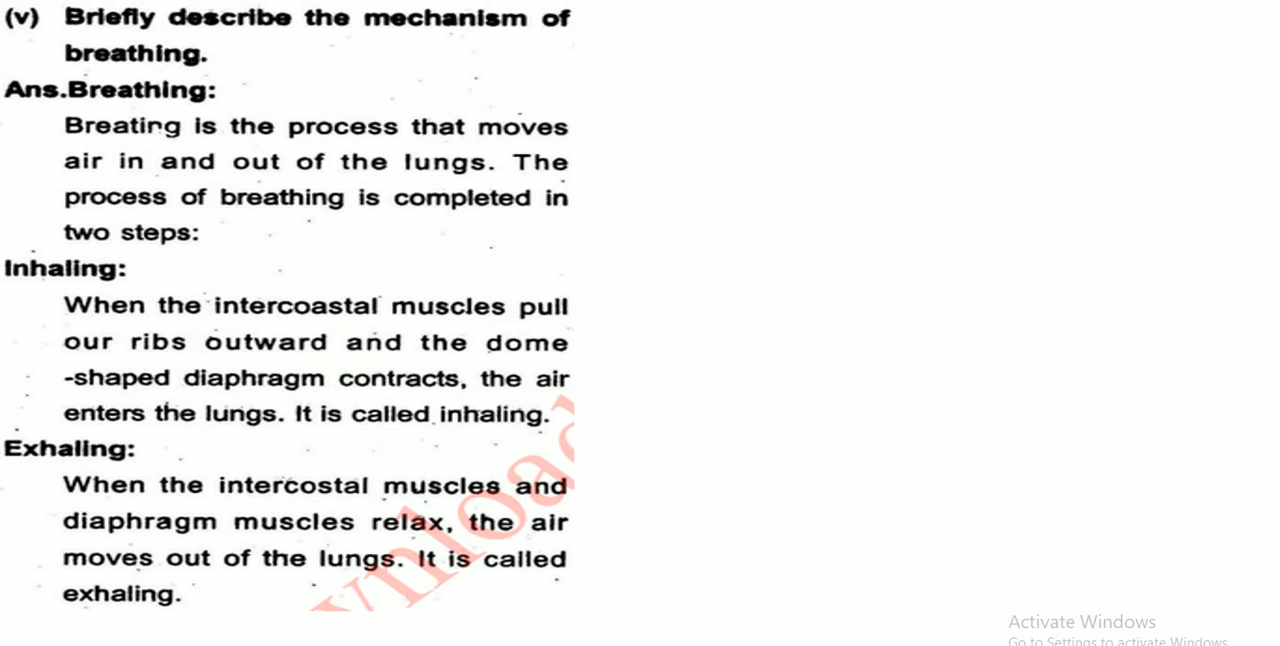 (v) Briefly describe the mechanism of
breathing.
Ans.Breathing:
Breating is the process that moves
air in and out of the lungs. The
process of breathing is completed in
two steps:
Inhaling:
When the intercoastal muscles pull
our ribs outward and the dome
-shaped diaphragm contracts, the air
enters the lungs. It is called inhaling.
Exhaling:
When the intercostal muscles and
diaphragm muscles relax, the air
moves out of the lungs. It is called
exhaling.
Activate Windows
Go to Settings to activate Windows.